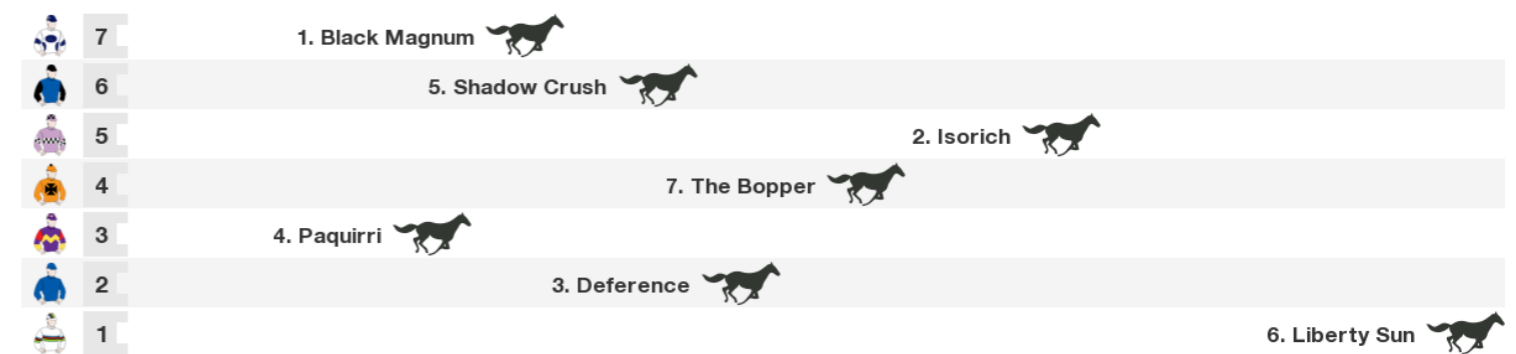 7 1. Black Magnum
6 5. Shadow Crush
5 2. Isorich
4 7. The Bopper
3 4. Paquirri
2 3. Deference
1 6. Liberty Sun